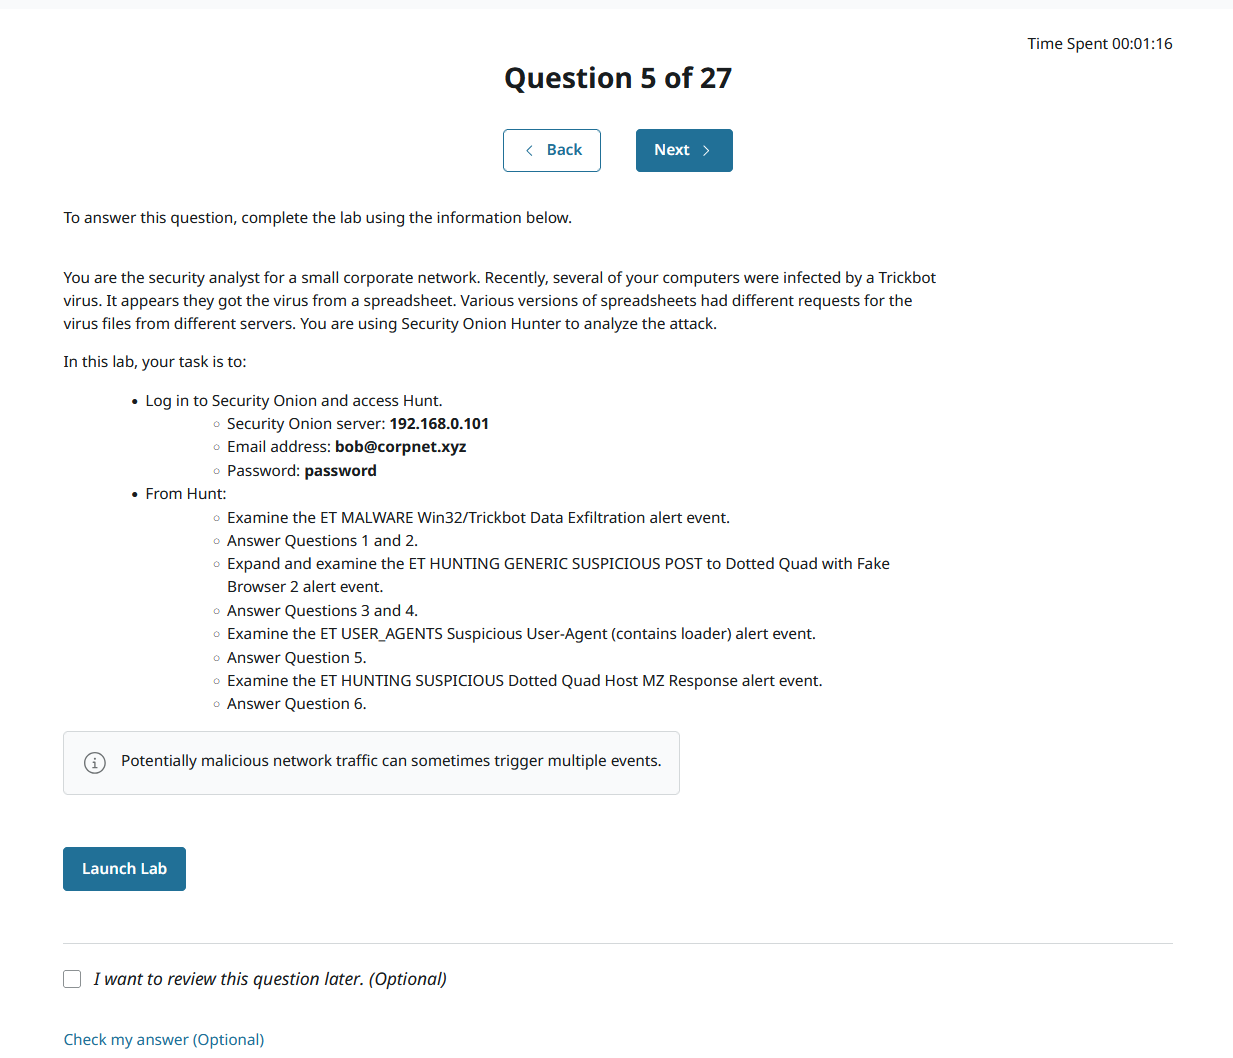 Time Spent 00:01:16
Question 5 of 27
Back
Next
To answer this question, complete the lab using the information below.
You are the security analyst for a small corporate network. Recently, several of your computers were infected by a Trickbot
virus. It appears they got the virus from a spreadsheet. Various versions of spreadsheets had different requests for the
virus files from different servers. You are using Security Onion Hunter to analyze the attack.
In this lab, your task is to:
Log in to Security Onion and access Hunt.
Security Onion server: 192.168.0.101
Email address: bob@corpnet.xyz
Password: password
From Hunt:
Examine the ET MALWARE Win32/Trickbot Data Exfiltration alert event.
Answer Questions 1 and 2.
Expand and examine the ET HUNTING GENERIC SUSPICIOUS POST to Dotted Quad with Fake
Browser 2 alert event.
Answer Questions 3 and 4.
Examine the ET USER_AGENTS Suspicious User-Agent (contains loader) alert event.
Answer Question 5.
Examine the ET HUNTING SUSPICIOUS Dotted Quad Host MZ Response alert event.
Answer Question 6.
Potentially malicious network traffic can sometimes trigger multiple events.
Launch Lab
I want to review this question later. (Optional)
Check my answer (Optional)